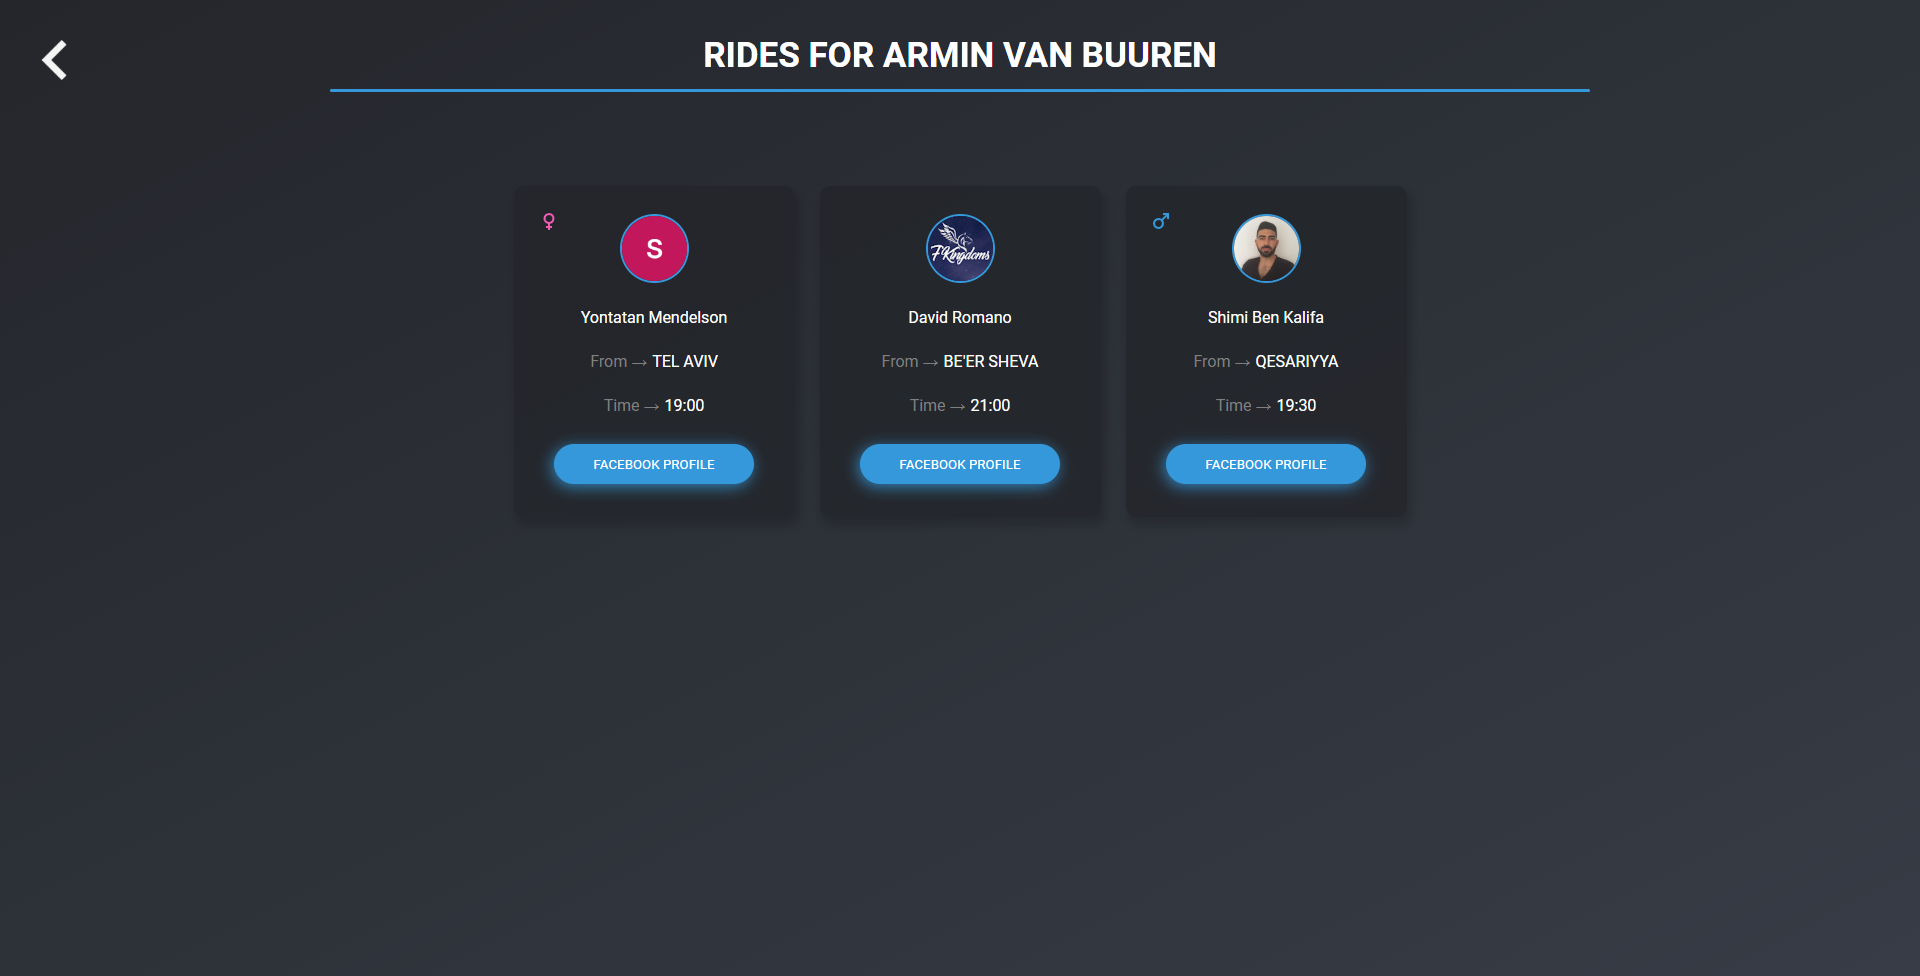 RIDES FOR ARMIN VAN BUUREN
S
Yontatan Mendelson
From → TEL AVIV
Time → 19:00
FACEBOOK PROFILE
7Kingdoms
David Romano
From → BE'ER SHEVA
Time → 21:00
FACEBOOK PROFILE
Shimi Ben Kalifa
From → QESARIYYA
Time → 19:30
FACEBOOK PROFILE